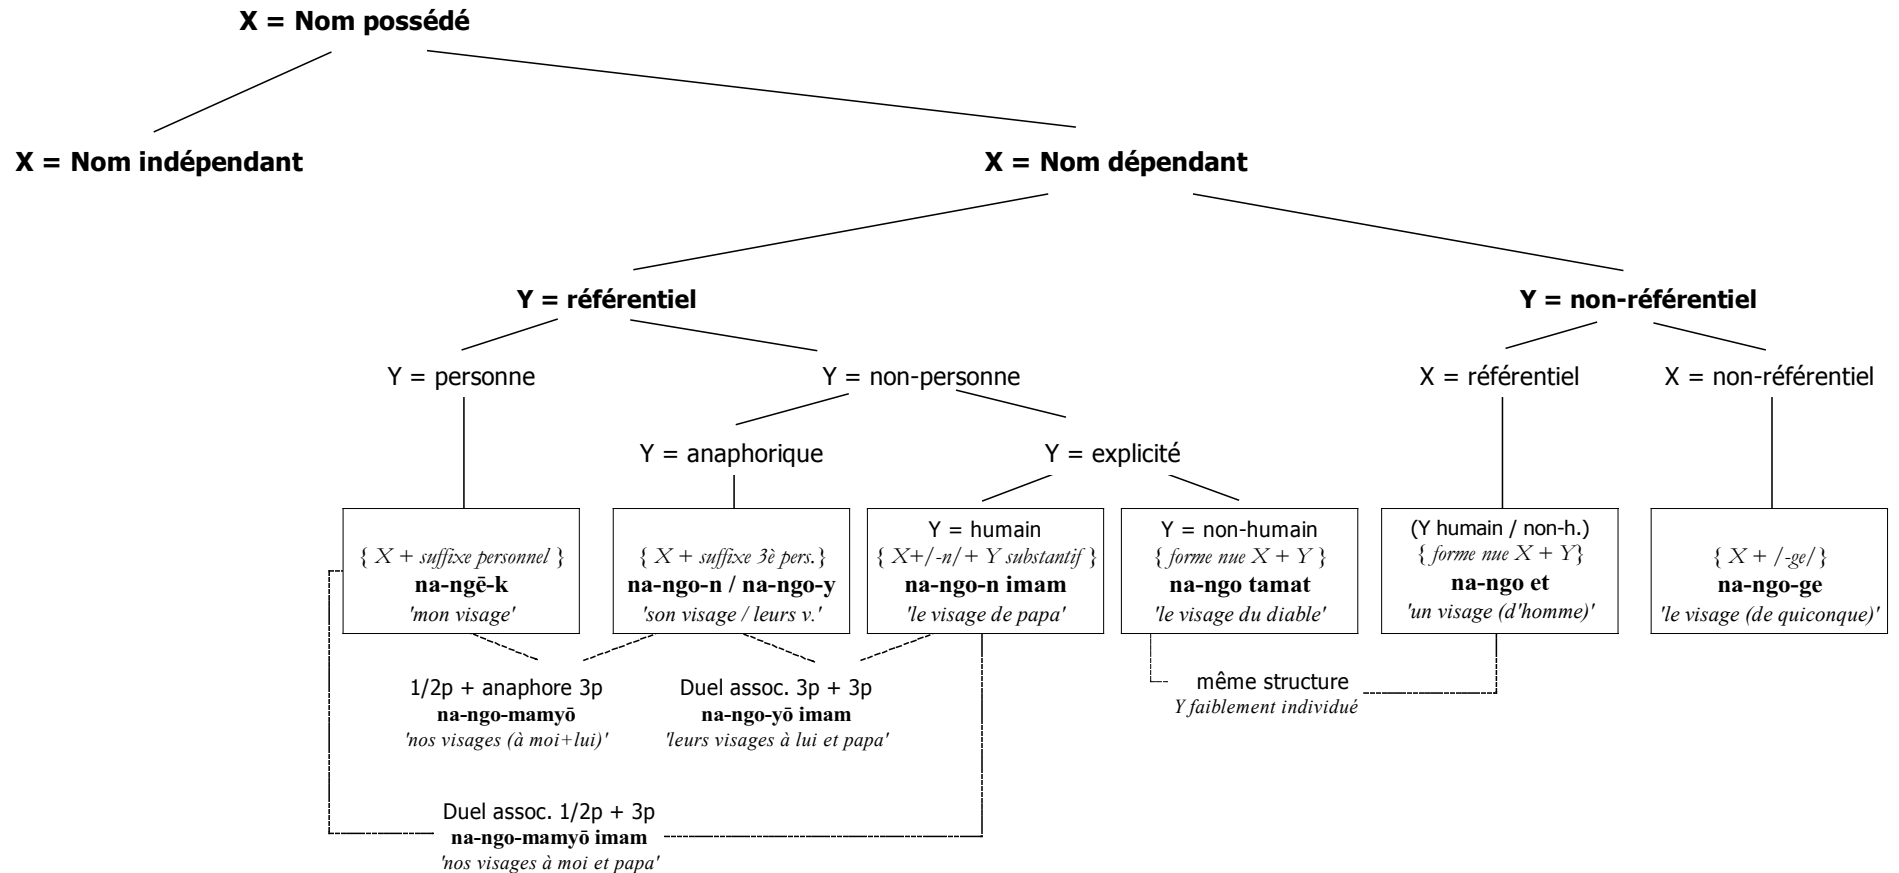 X = Nom possédé
X = Nom indépendant
X = Nom dépendant
Y = référentiel
Y = non-référentiel
Y = personne
Y = non-personne
X = référentiel
X = non-référentiel
Y = anaphorique
Y = explicité
{ X + suffixe personnel }
na-ngē-k
'mon visage'
{ X + suffixe 3è pers.}
na-ngo-n / na-ngo-y
'son visage / leurs v.'
Y = humain
{ X+/-n/+ Y substantif }
na-ngo-n imam
'le visage de papa'
Y = non-humain
{ forme nue X + Y }
na-ngo tamat
'le visage du diable'
(Y humain / non-h.)
{ forme nue X + Y}
na-ngo et
'un visage (d'homme)'
{ X + /-ge/}
na-ngo-ge
'le visage (de quiconque)'
1/2p + anaphore 3p
na-ngo-mamyō
'nos visages (à moi+lui)'
Duel assoc. 3p + 3p
na-ngo-yō imam
'leurs visages à lui et papa'
même structure
Y faiblement individué
Duel assoc. 1/2p + 3p
na-ngo-mamyō imam
'nos visages à moi et papa'